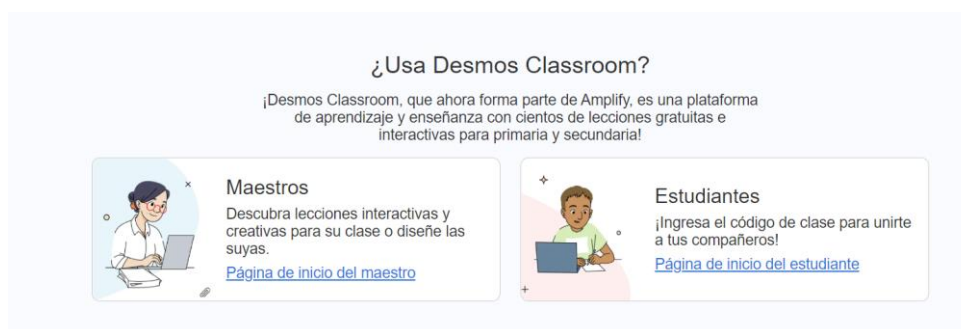 ¿Usa Desmos Classroom?
¡Desmos Classroom, que ahora forma parte de Amplify, es una plataforma
de aprendizaje y enseñanza con cientos de lecciones gratuitas e
interactivas para primaria y secundaria!
Maestros
Descubra lecciones interactivas y
creativas para su clase o diseñe las
suyas.
Página de inicio del maestro
Estudiantes
¡Ingresa el código de clase para unirte
a tus compañeros!
Página de inicio del estudiante